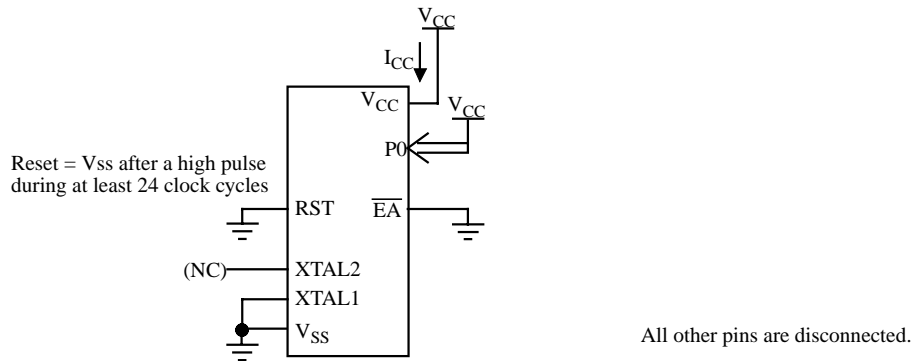 VCC
ICC
VCC
VCC
P0
Reset = Vss after a high pulse
during at least 24 clock cycles
RST
EA
(NC)
XTAL2
XTAL1
VSS
All other pins are disconnected.